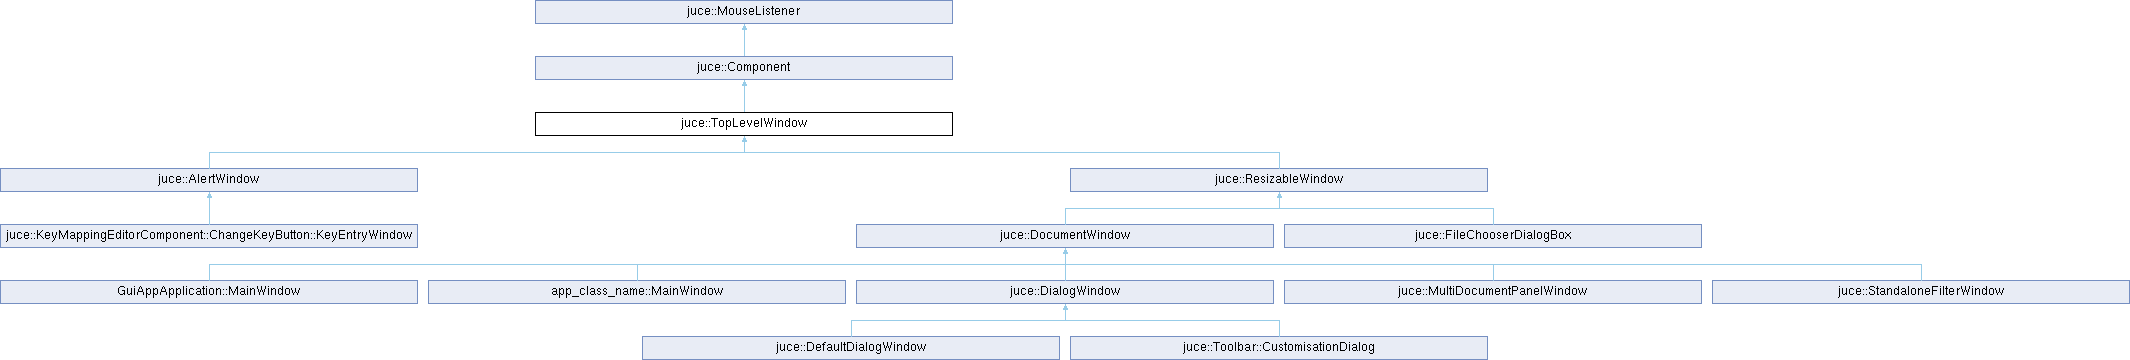 juce::MouseListener
juce::Component
juce::TopLevelWindow
juce::AlertWindow
juce::ResizableWindow
juce::KeyMappingEditorComponent::ChangeKeyButton::KeyEntryWindow
juce::DocumentWindow
juce::FileChooserDialogBox
GuiAppApplication::MainWindow
app_class_name::MainWindow
juce::DialogWindow
juce::MultiDocumentPanelWindow
juce::StandaloneFilterWindow
juce::DefaultDialogWindow
juce::Toolbar::CustomisationDialog